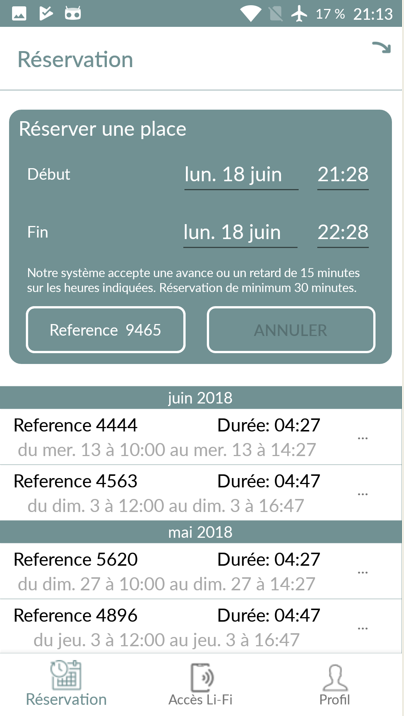 17 % 21:13
Réservation
Réserver une place
Début lun. 18 juin 21:28
Fin lun. 18 juin 22:28
Notre système accepte une avance ou un retard de 15 minutes
sur les heures indiquées. Réservation de minimum 30 minutes.
Reference 9465 ANNULER
juin 2018
Reference 4444 Durée: 04:27
du mer. 13 à 10:00 au mer. 13 à 14:27
...
Reference 4563 Durée: 04:47
du dim. 3 à 12:00 au dim. 3 à 16:47
...
mai 2018
Reference 5620 Durée: 04:27
du dim. 27 à 10:00 au dim. 27 à 14:27
...
Reference 4896 Durée: 04:47
du jeu. 3 à 12:00 au jeu. 3 à 16:47
...
Réservation Accès Li-Fi Profil